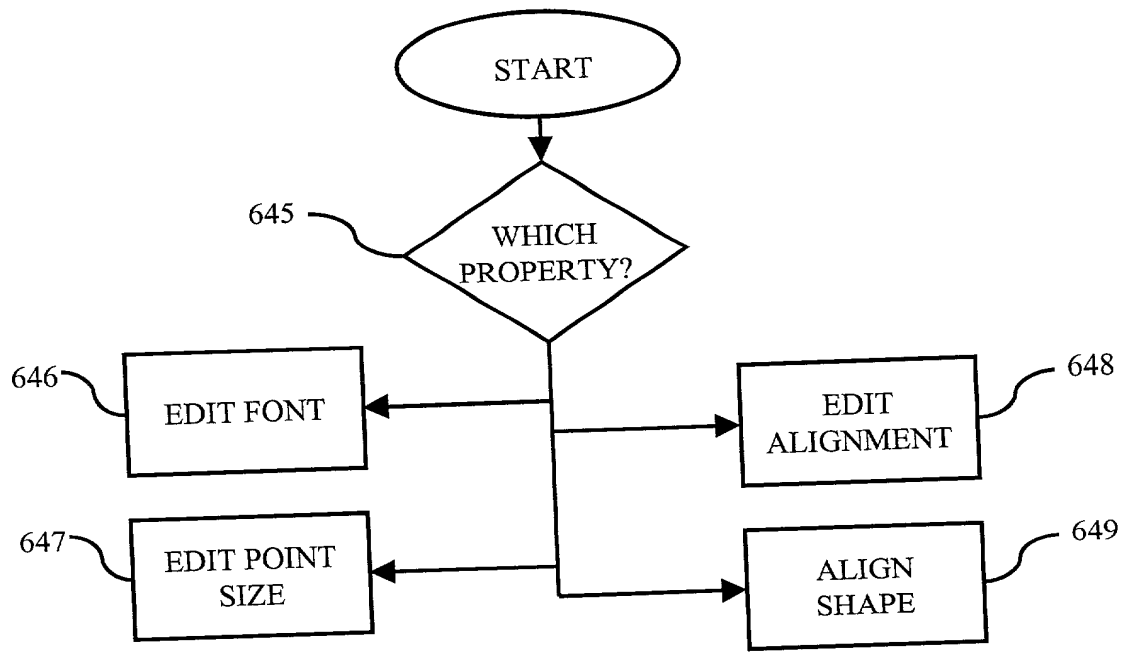 START
645
WHICH
PROPERTY?
646
EDIT FONT
648
EDIT
ALIGNMENT
647
EDIT POINT
SIZE
649
ALIGN
SHAPE